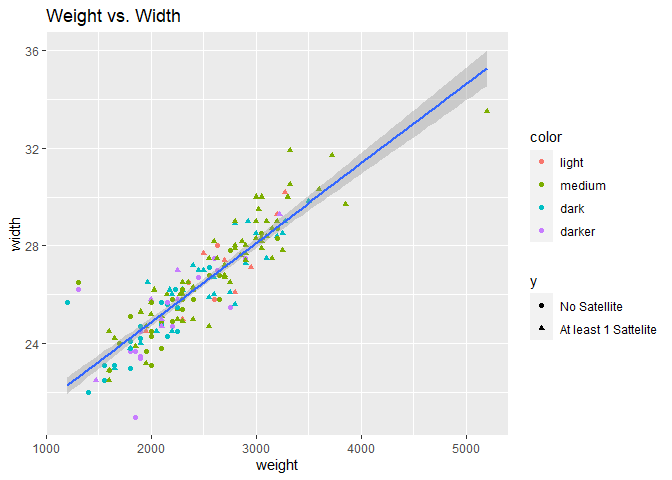 Weight vs. Width
36
32
28
24
width
1000
2000
3000
4000
5000
weight
color
light
medium
dark
darker
y
No Satellite
At least 1 Sattelite